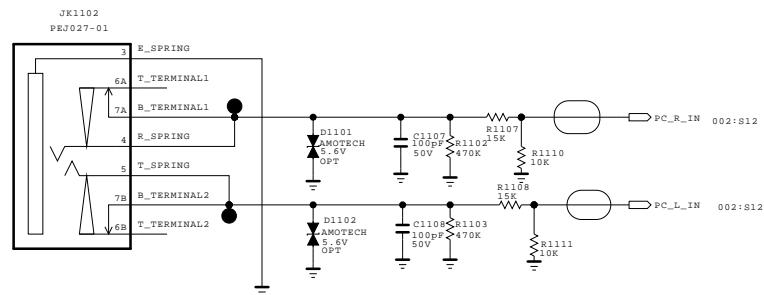 JK1102
PEJ027-01
3 E_SPRING
6A T_TERMINAL1
7A B_TERMINAL1
4 R_SPRING
5 T_SPRING
7B B_TERMINAL2
6B T_TERMINAL2
D1101
AMOTECH
5.6V
OPT
C1107
100pF
50V
R1102
470K
R1107
15K
R1110
10K
PC_R_IN 002:S12
D1102
AMOTECH
5.6V
OPT
C1108
100pF
50V
R1103
470K
R1108
15K
R1111
10K
PC_L_IN 002:S12